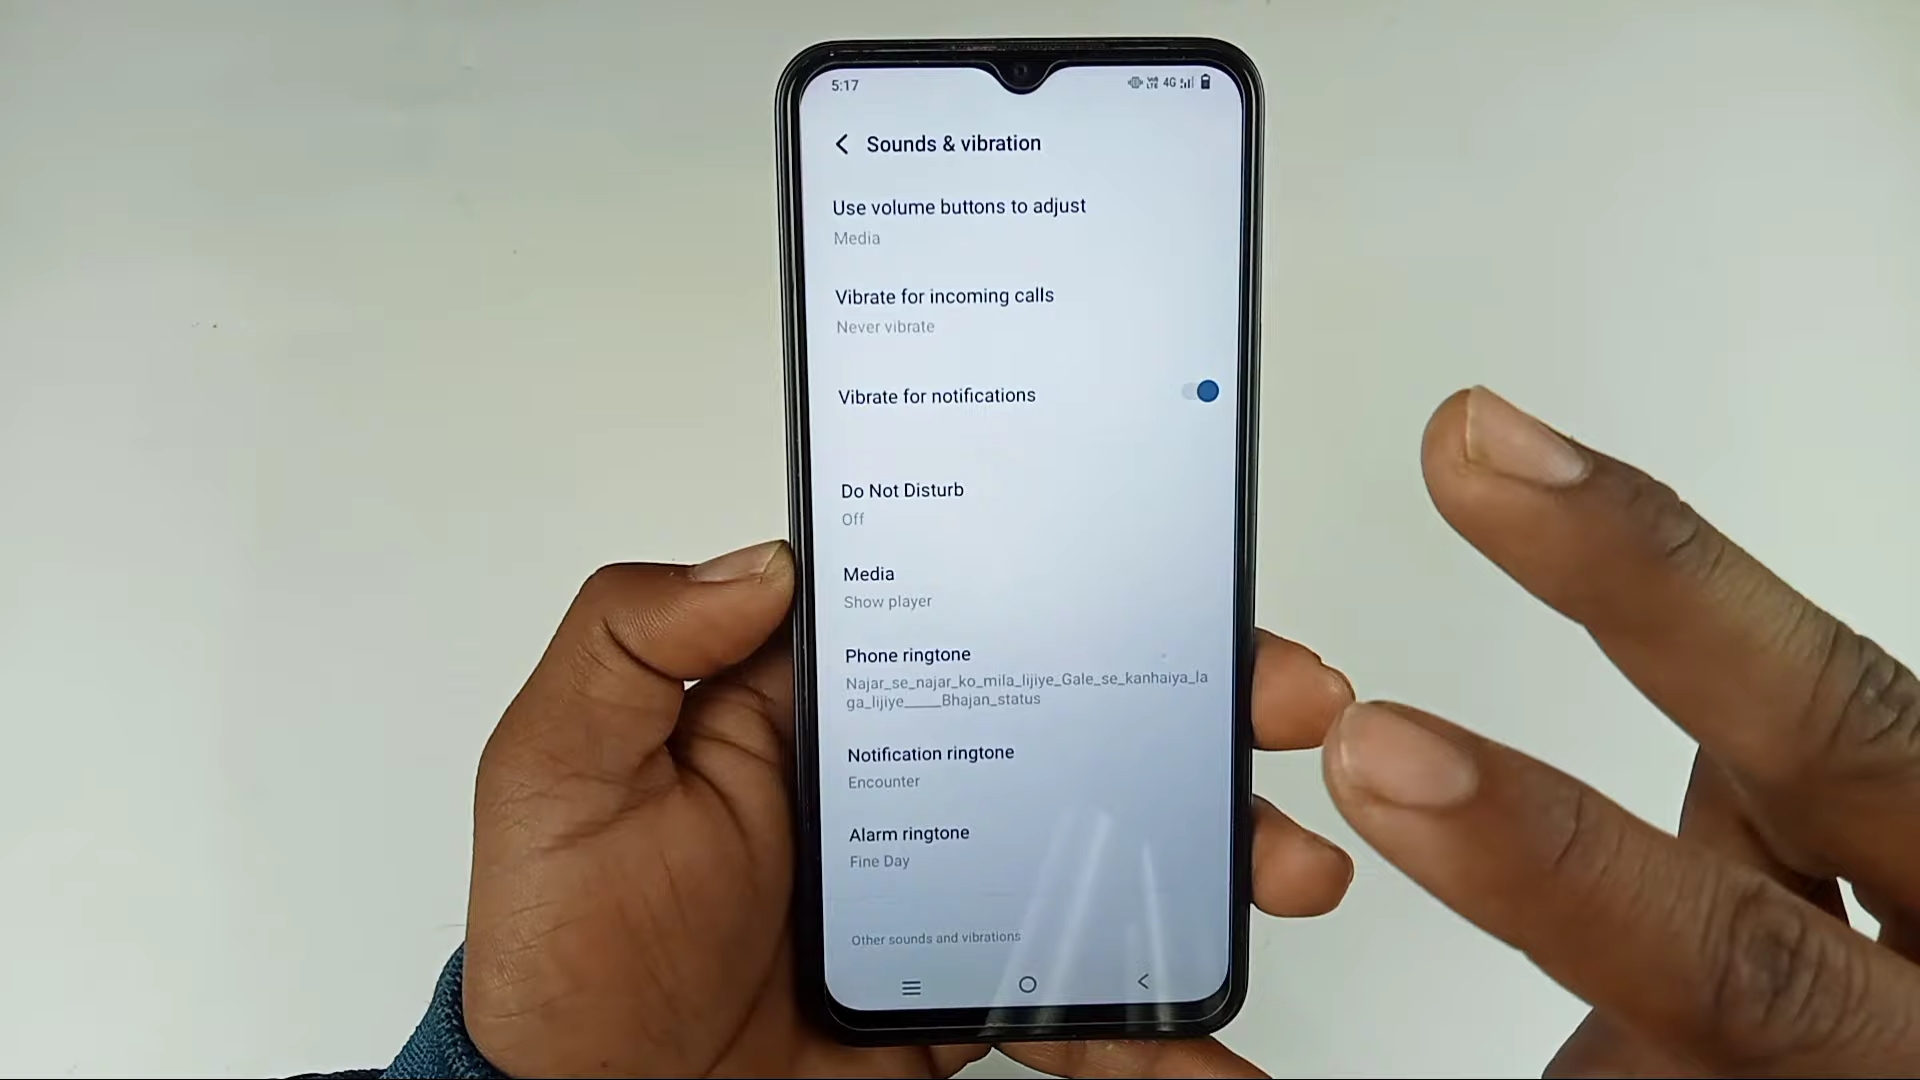 5:17
VoB LTE 4G
Sounds & vibration
Use volume buttons to adjust
Media
Vibrate for incoming calls
Never vibrate
Vibrate for notifications
Do Not Disturb
Off
Media
Show player
Phone ringtone
Najar_se_najar_ko_mila_lijiye_Gale_se_kanhaiya_la
ga_lijiye_____Bhajan_status
Notification ringtone
Encounter
Alarm ringtone
Fine Day
Other sounds and vibrations